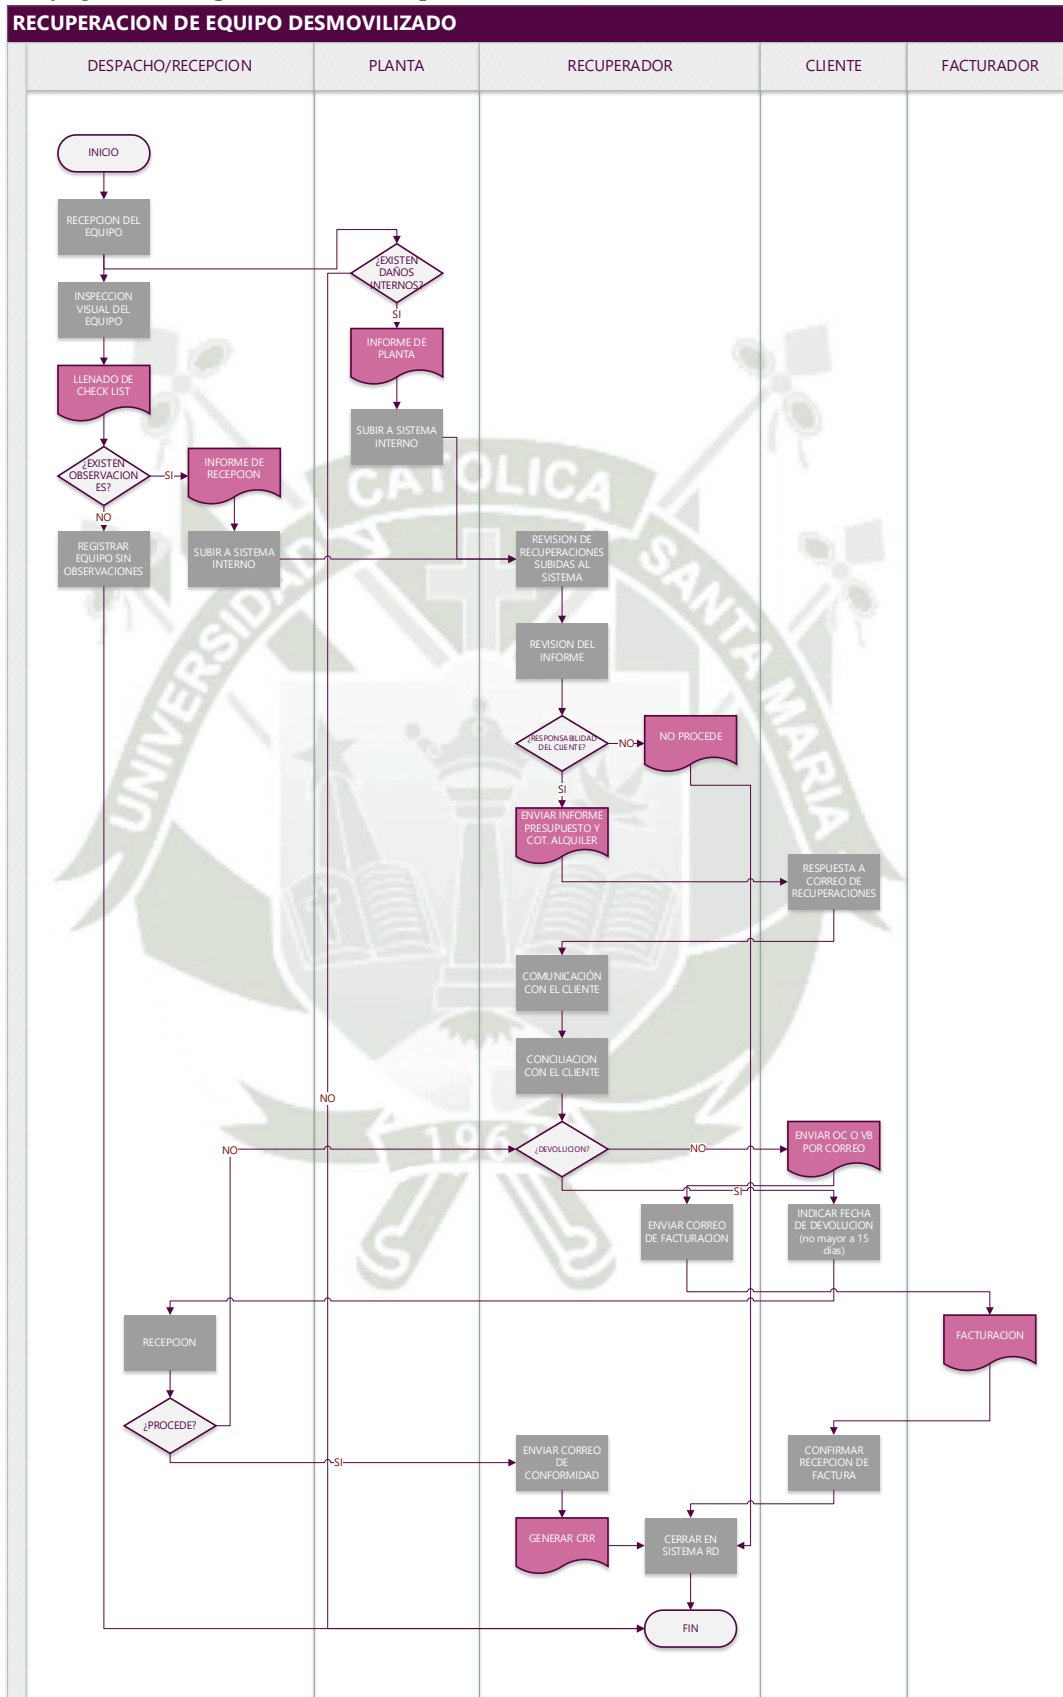 RECUPERACION DE EQUIPO DESMOVILIZADO
DESPACHO/RECEPCION
PLANTA
RECUPERADOR
CLIENTE
FACTURADOR
INICIO
RECEPCION DEL
EQUIPO
¿EXISTEN
DAÑOS
INTERNOS?
INSPECCION
VISUAL DEL
EQUIPO
SI
INFORME DE
PLANTA
LLENADO DE
CHECK LIST
SUBIR A SISTEMA
INTERNO
¿EXISTEN
OBSERVACION
ES?
SI
INFORME DE
RECEPCION
NO
REGISTRAR
EQUIPO SIN
OBSERVACIONES
SUBIR A SISTEMA
INTERNO
REVISION DE
RECUPERACIONES
SUBIDAS AL
SISTEMA
REVISION DEL
INFORME
¿RESPONSABILIDAD
DEL CLIENTE?
NO
NO PROCEDE
SI
ENVIAR INFORME
PRESUPUESTO Y
COT. ALQUILER
RESPUESTA A
CORREO DE
RECUPERACIONES
COMUNICACIÓN
CON EL CLIENTE
CONCILIACION
CON EL CLIENTE
NO
NO
¿DEVOLUCION?
NO
ENVIAR OC O VB
POR CORREO
SI
ENVIAR CORREO
DE FACTURACION
INDICAR FECHA
DE DEVOLUCION
(no mayor a 15
días)
RECEPCION
FACTURACION
¿PROCEDE?
SI
ENVIAR CORREO
DE
CONFORMIDAD
CONFIRMAR
RECEPCION DE
FACTURA
GENERAR CRR
CERRAR EN
SISTEMA RD
FIN
UNIVERSIDAD CATOLICA SANTA MARIA
1961